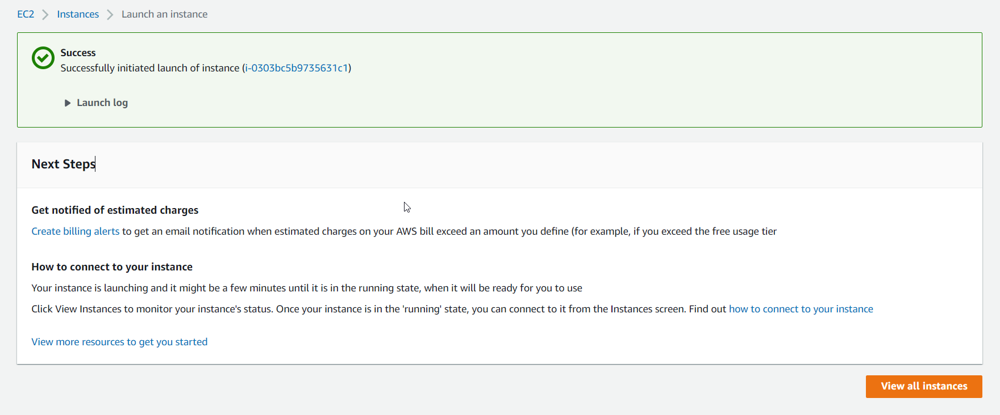 EC2 Instances Launch an instance
Success
Successfully initiated launch of instance (i-0303bc5b9735631c1)
Launch log
Next Steps
Get notified of estimated charges
Create billing alerts to get an email notification when estimated charges on your AWS bill exceed an amount you define (for example, if you exceed the free usage tier
How to connect to your instance
Your instance is launching and it might be a few minutes until it is in the running state, when it will be ready for you to use
Click View Instances to monitor your instance's status. Once your instance is in the 'running' state, you can connect to it from the Instances screen. Find out how to connect to your instance
View more resources to get you started
View all instances